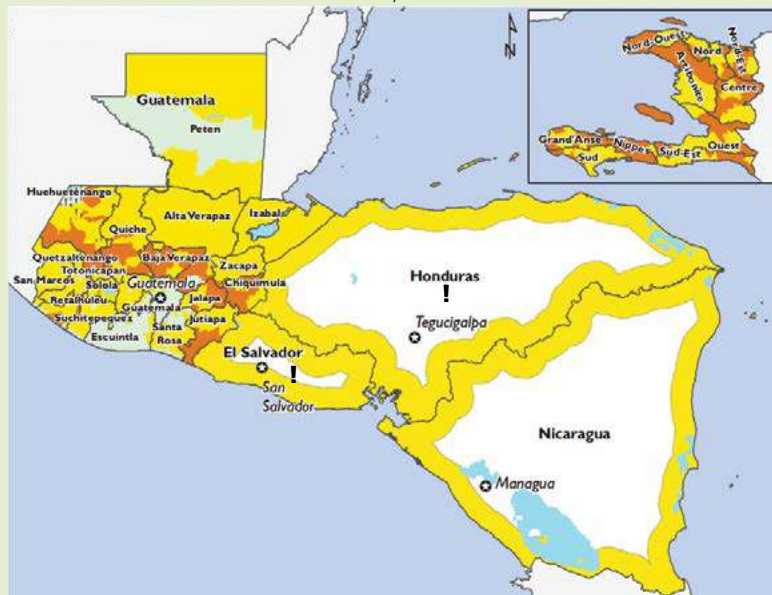 N
Nord-Ouest
Nord
Nord-Est
Artibonite
Centre
Grand'Anse
Nippes
Ouest
Sud
Sud-Est
Guatemala
Peten
Huehuetenango
Alta Verapaz
Izabal
Quiche
Quetzaltenango
Baja Verapaz
Zacapa
Totonicapan
San Marcos
Solola
Guatemala
Chiquimula
Retalhuleu
Guatemala
Jalapa
Suchitepequez
Santa
Rosa
Jutiapa
Escuintla
Honduras
!
Tegucigalpa
El Salvador
!
San
Salvador
Nicaragua
Managua